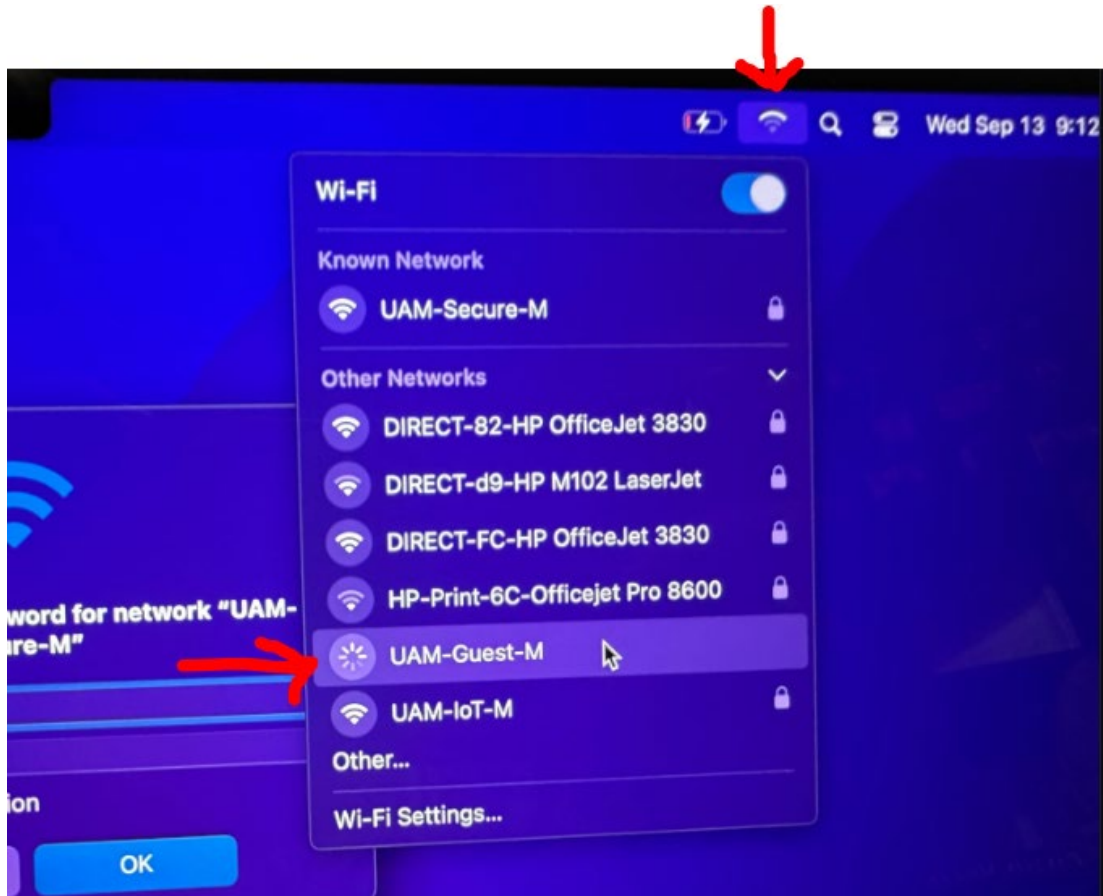 Wed Sep 13 9:12
Wi-Fi
Known Network
UAM-Secure-M
Other Networks
DIRECT-82-HP OfficeJet 3830
DIRECT-d9-HP M102 LaserJet
DIRECT-FC-HP OfficeJet 3830
HP-Print-6C-Officejet Pro 8600
UAM-Guest-M
UAM-IoT-M
Other...
Wi-Fi Settings...
word for network “UAM-
ure-M”
ion
OK